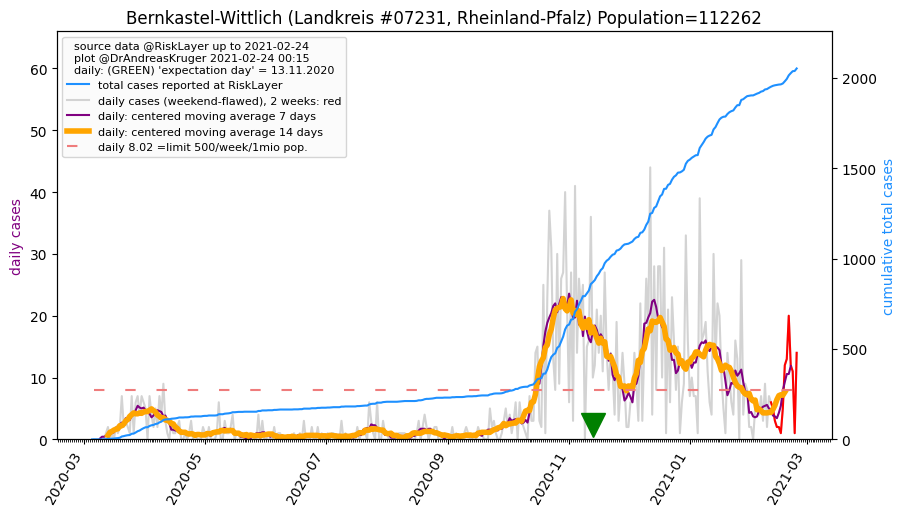 Bernkastel-Wittlich (Landkreis #07231, Rheinland-Pfalz) Population=112262
source data @RiskLayer up to 2021-02-24
plot @DrAndreasKruger 2021-02-24 00:15
daily: (GREEN) 'expectation day' = 13.11.2020
total cases reported at RiskLayer
daily cases (weekend-flawed), 2 weeks: red
daily: centered moving average 7 days
daily: centered moving average 14 days
daily 8.02 =limit 500/week/1mio pop.
daily cases
60
50
40
30
20
10
0
cumulative total cases
2000
1500
1000
500
0
2020-03
2020-05
2020-07
2020-09
2020-11
2021-01
2021-03